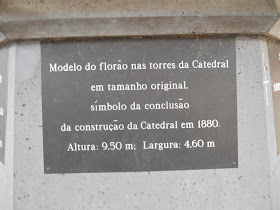 Modelo do florão nas torres da Catedral
em tamanho original,
símbolo da conclusão
da construção da Catedral em 1880.
Altura: 9.50 m; Largura: 4,60 m